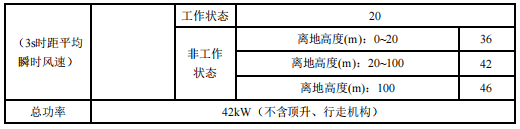 工作状态 20
（3s时距平均
瞬时风速）
非工作
状态
离地高度(m)：0~20 36
离地高度(m)：20~100 42
离地高度(m)：100 46
总功率 42kW（不含顶升、行走机构）